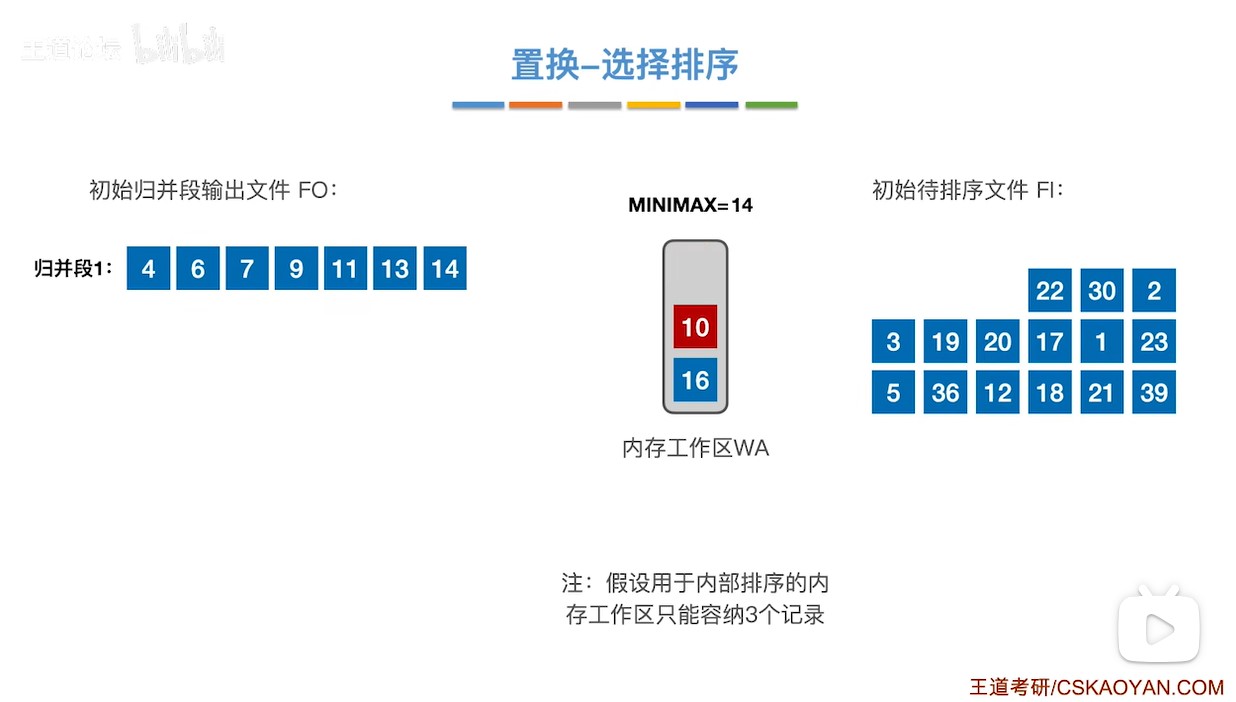 王道论坛 bilibili
置换-选择排序
初始归并段输出文件 FO：
归并段1： 4 6 7 9 11 13 14
MINIMAX=14
10
16
内存工作区WA
初始待排序文件 FI：
22 30 2
3 19 20 17 1 23
5 36 12 18 21 39
注：假设用于内部排序的内
存工作区只能容纳3个记录
王道考研/CSKAOYAN.COM